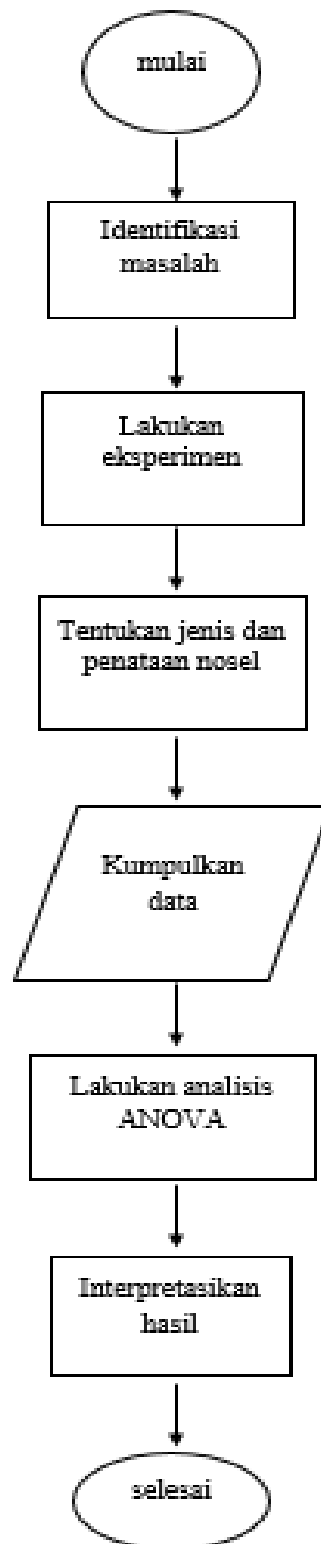 mulai
Identifikasi
masalah
Lakukan
eksperimen
Tentukan jenis dan
penataan nosel
Kumpulkan
data
Lakukan analisis
ANOVA
Interpretasikan
hasil
selesai